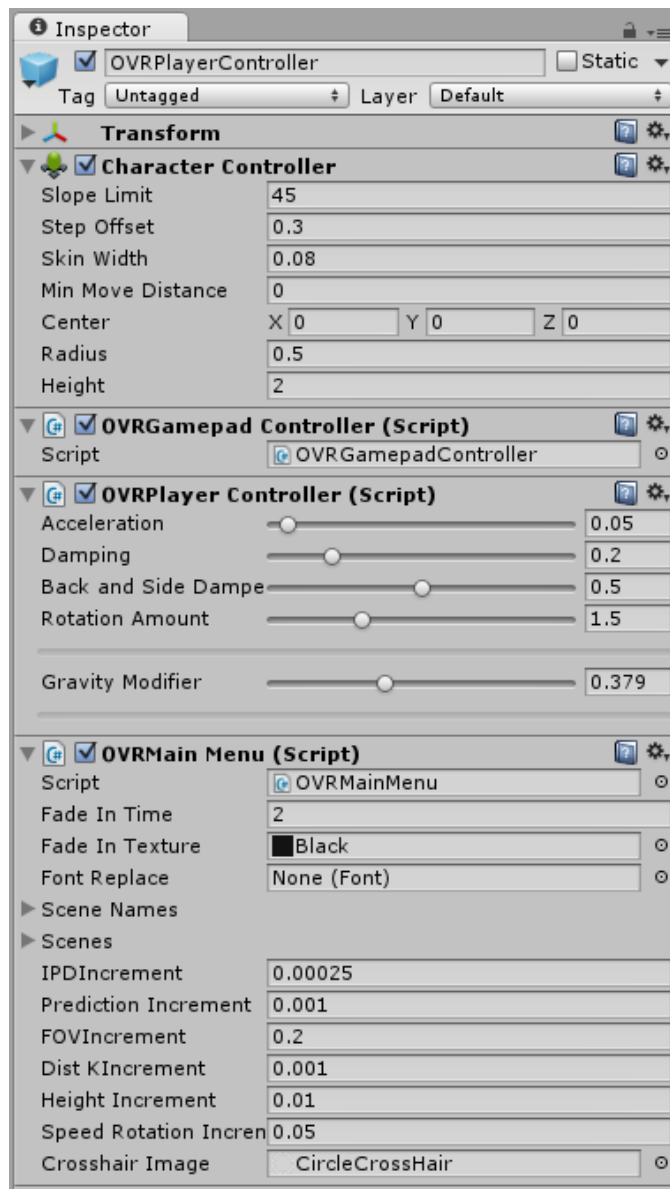 Inspector
OVRPlayerController Static
Tag Untagged Layer Default
Transform
Character Controller
Slope Limit 45
Step Offset 0.3
Skin Width 0.08
Min Move Distance 0
Center X 0 Y 0 Z 0
Radius 0.5
Height 2
OVRGamepad Controller (Script)
Script OVRGamepadController
OVRPlayer Controller (Script)
Acceleration 0.05
Damping 0.2
Back and Side Dampe 0.5
Rotation Amount 1.5
Gravity Modifier 0.379
OVRMain Menu (Script)
Script OVRMainMenu
Fade In Time 2
Fade In Texture Black
Font Replace None (Font)
Scene Names
Scenes
IPDIncrement 0.00025
Prediction Increment 0.001
FOVIncrement 0.2
Dist KIncrement 0.001
Height Increment 0.01
Speed Rotation Incren 0.05
Crosshair Image CircleCrossHair